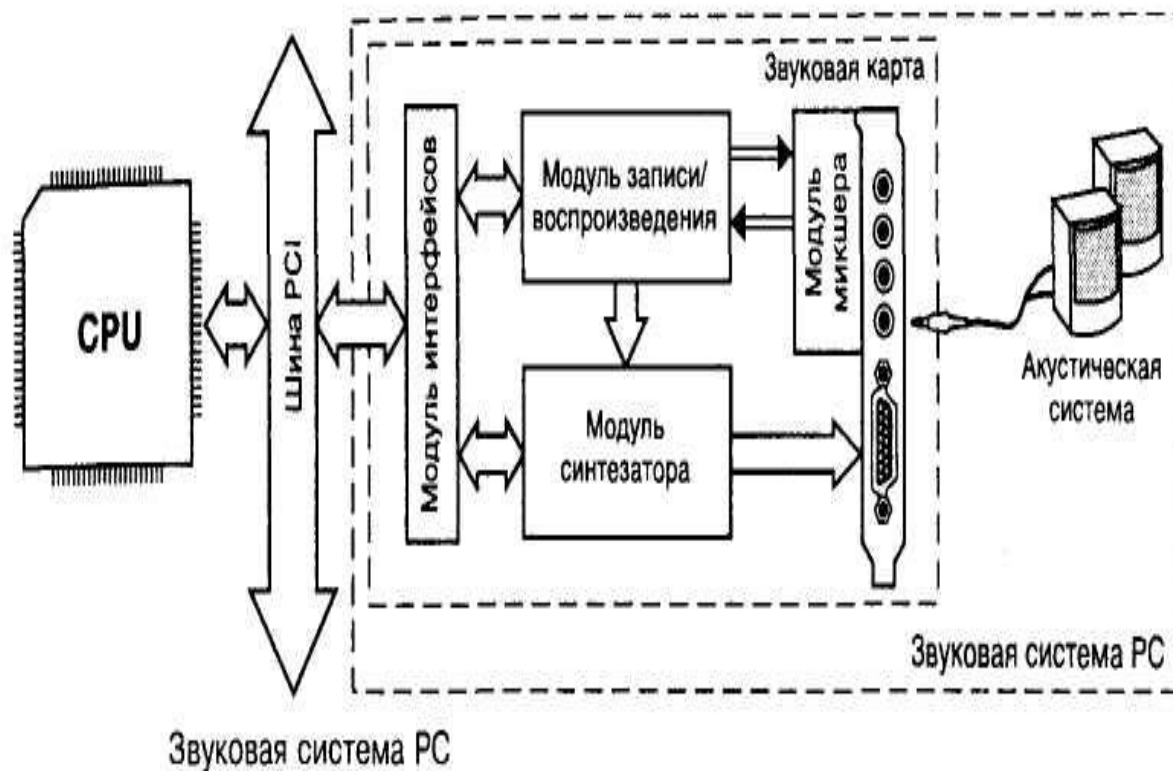 Звуковая карта
CPU
Шина PCI
Модуль интерфейсов
Модуль записи/
воспроизведения
Модуль
микшера
Модуль
синтезатора
Акустическая
система
Звуковая система PC
Звуковая система PC